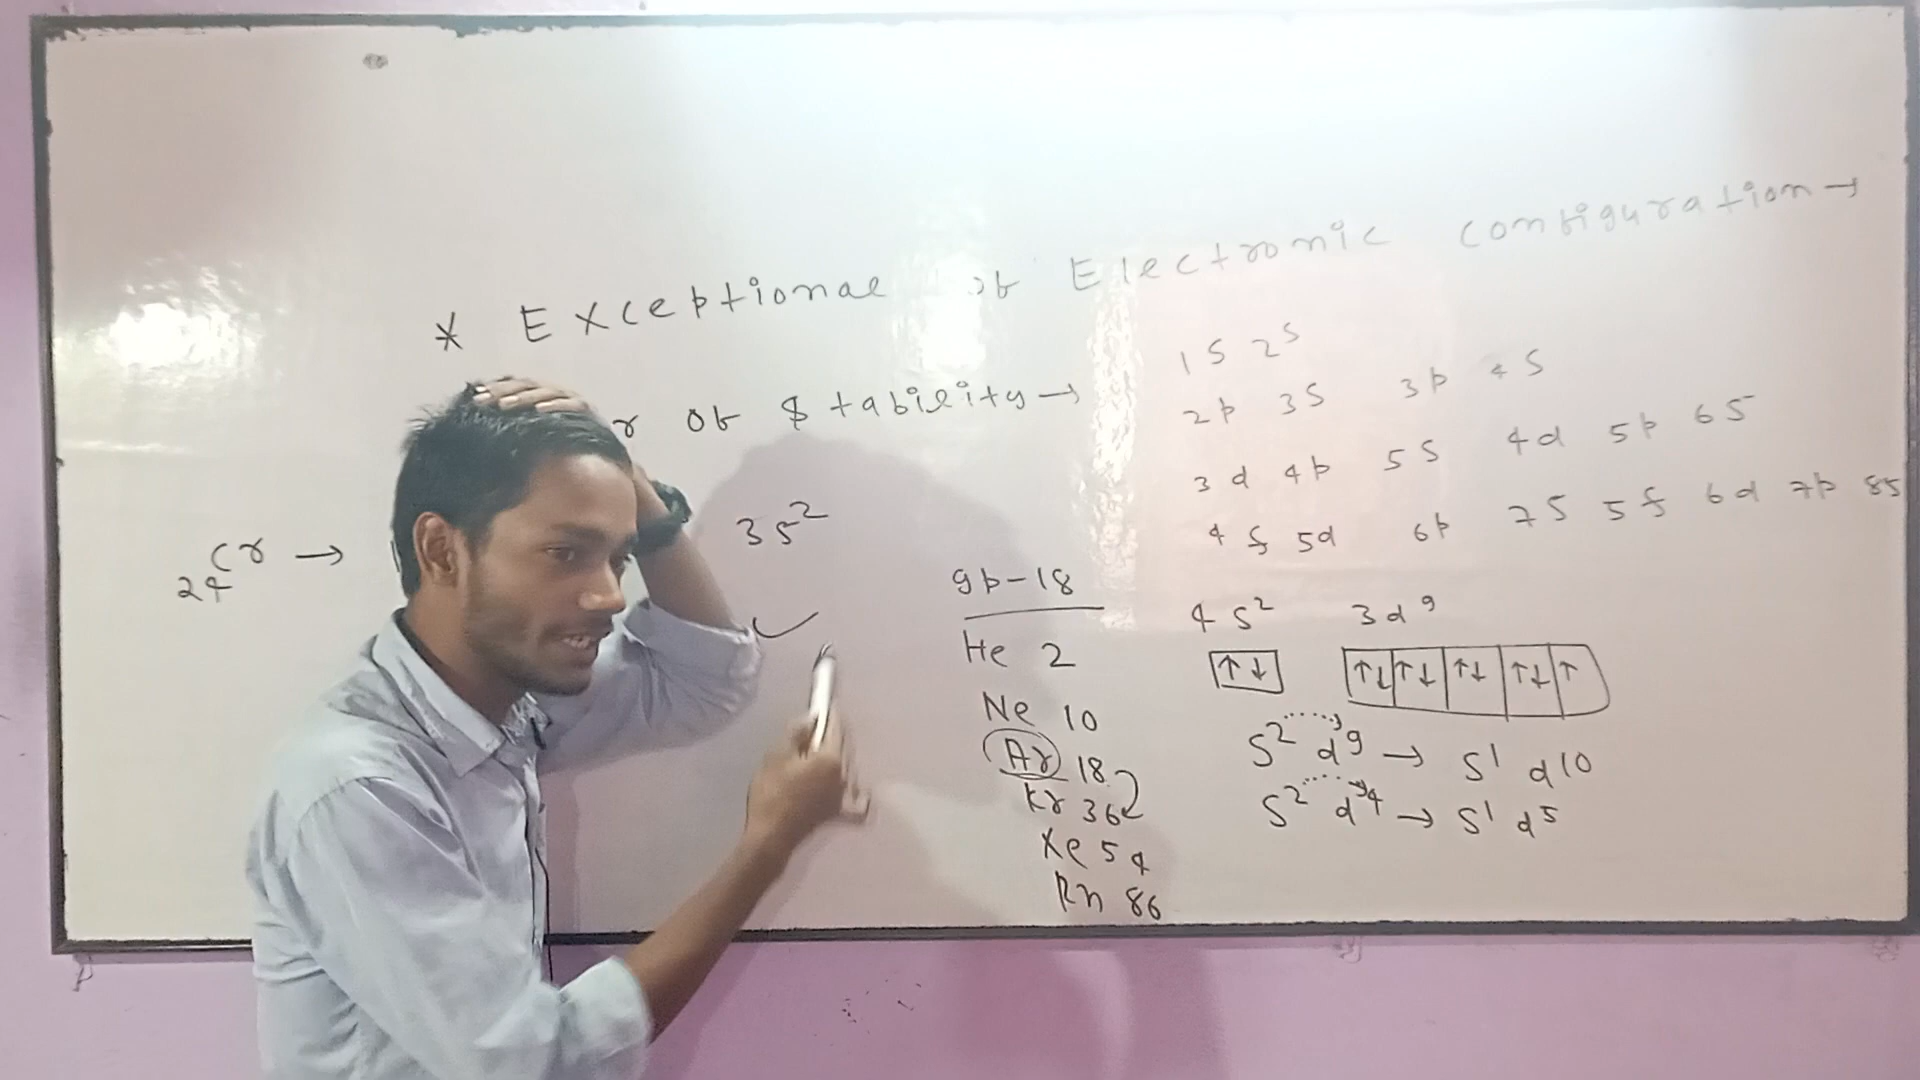 * Exceptional of Electronic configuration →
r of Stability →
1s 2s
2p 3s 3p 4s
3d 4p 5s 4d 5p 6s
4f 5d 6p 7s 5f 6d 7p 8s
24Cr →
3s²
gp-18
He 2
Ne 10
Ar 18
Kr 36
Xe 54
Rn 86
4s² 3d⁹
↑↓ ↑↓ ↑↓ ↑↓ ↑↓ ↑
s² d⁹ → s¹ d¹⁰
s² d⁴ → s¹ d⁵